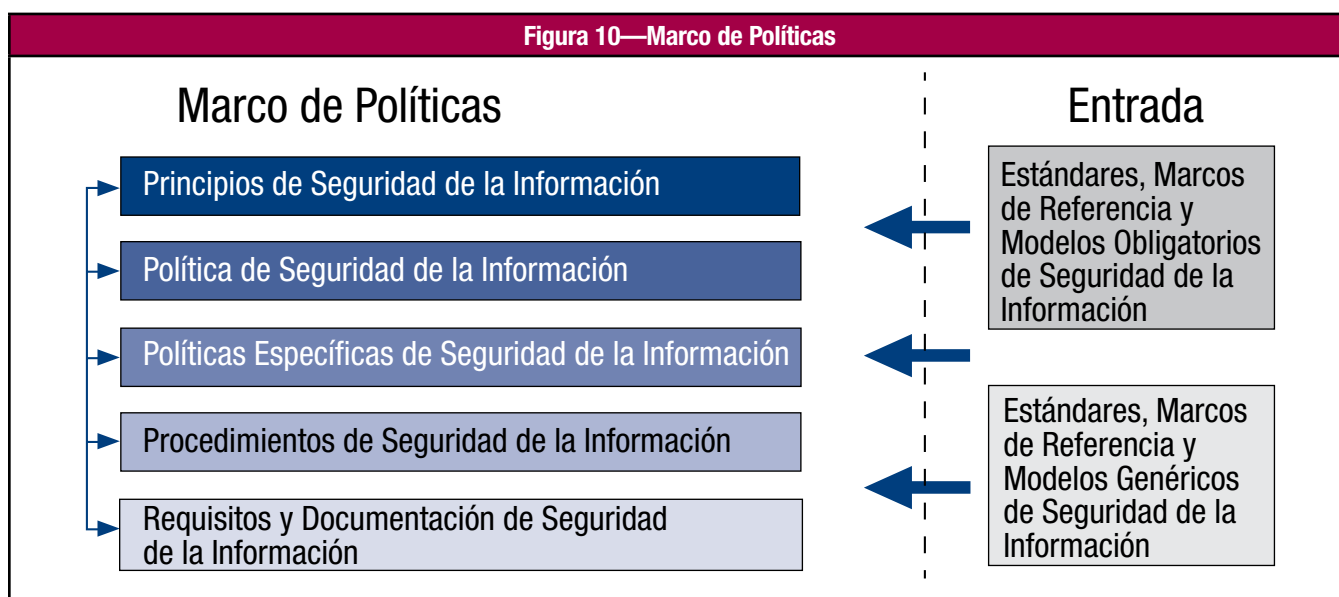 Figura 10—Marco de Políticas
Marco de Políticas
Principios de Seguridad de la Información
Política de Seguridad de la Información
Políticas Específicas de Seguridad de la Información
Procedimientos de Seguridad de la Información
Requisitos y Documentación de Seguridad
de la Información
Entrada
Estándares, Marcos
de Referencia y
Modelos Obligatorios
de Seguridad de la
Información
Estándares, Marcos
de Referencia y
Modelos Genéricos
de Seguridad de la
Información